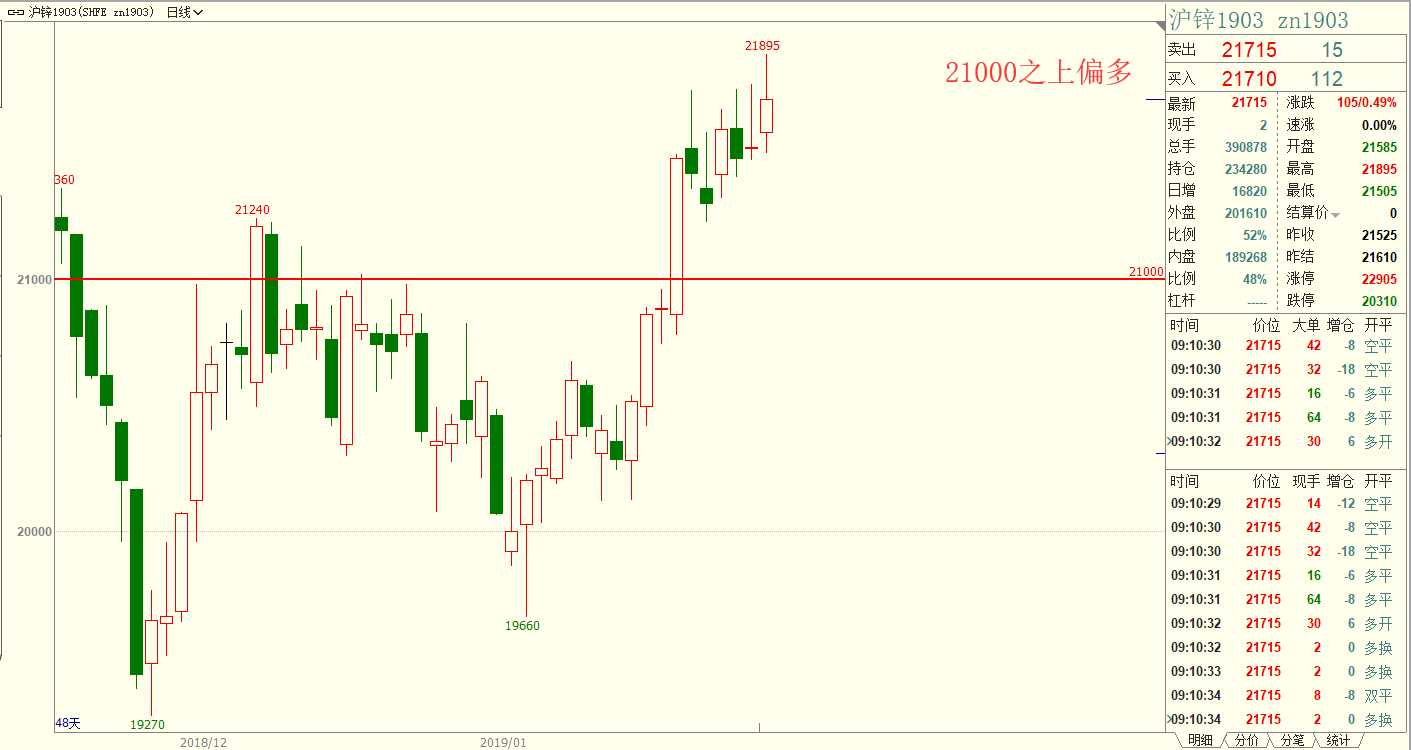 沪锌1903(SHFE zn1903) 日线
21895
21000之上偏多
360
21240
21000
21000
20000
19660
48天
19270
2018/12
2019/01
沪锌1903 zn1903
卖出 21715 15
买入 21710 112
最新 21715 涨跌 105/0.49%
现手 2 速涨 0.00%
总手 390878 开盘 21585
持仓 234280 最高 21895
日增 16820 最低 21505
外盘 201610 结算价 0
比例 52% 昨收 21525
内盘 189268 昨结 21610
比例 48% 涨停 22905
杠杆 ----- 跌停 20310
时间 价位 大单 增仓 开平
09:10:30 21715 42 -8 空平
09:10:30 21715 32 -18 空平
09:10:31 21715 16 -6 多平
09:10:31 21715 64 -8 多平
09:10:32 21715 30 6 多开
时间 价位 现手 增仓 开平
09:10:29 21715 14 -12 空平
09:10:30 21715 42 -8 空平
09:10:30 21715 32 -18 空平
09:10:31 21715 16 -6 多平
09:10:31 21715 64 -8 多平
09:10:32 21715 30 6 多开
09:10:32 21715 2 0 多换
09:10:33 21715 2 0 多换
09:10:34 21715 8 -8 双平
09:10:34 21715 2 0 多换
明细 分价 分笔 统计